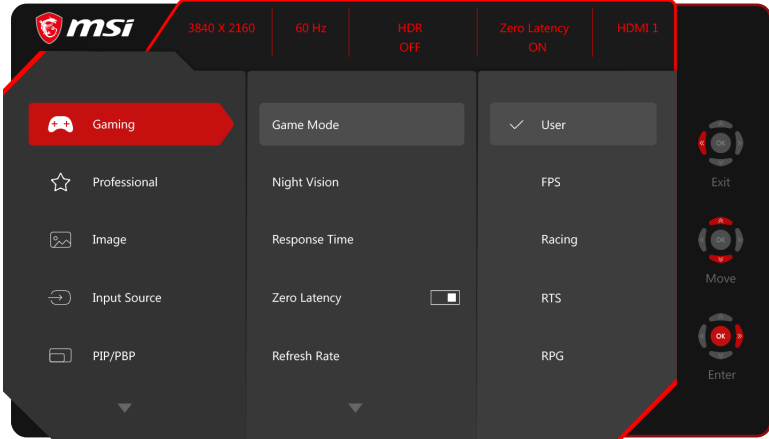 msi
3840 X 2160
60 Hz
HDR
OFF
Zero Latency
ON
HDMI 1
Gaming
Professional
Image
Input Source
PIP/PBP
Game Mode
Night Vision
Response Time
Zero Latency
Refresh Rate
User
FPS
Racing
RTS
RPG
OK
Exit
OK
Move
OK
Enter